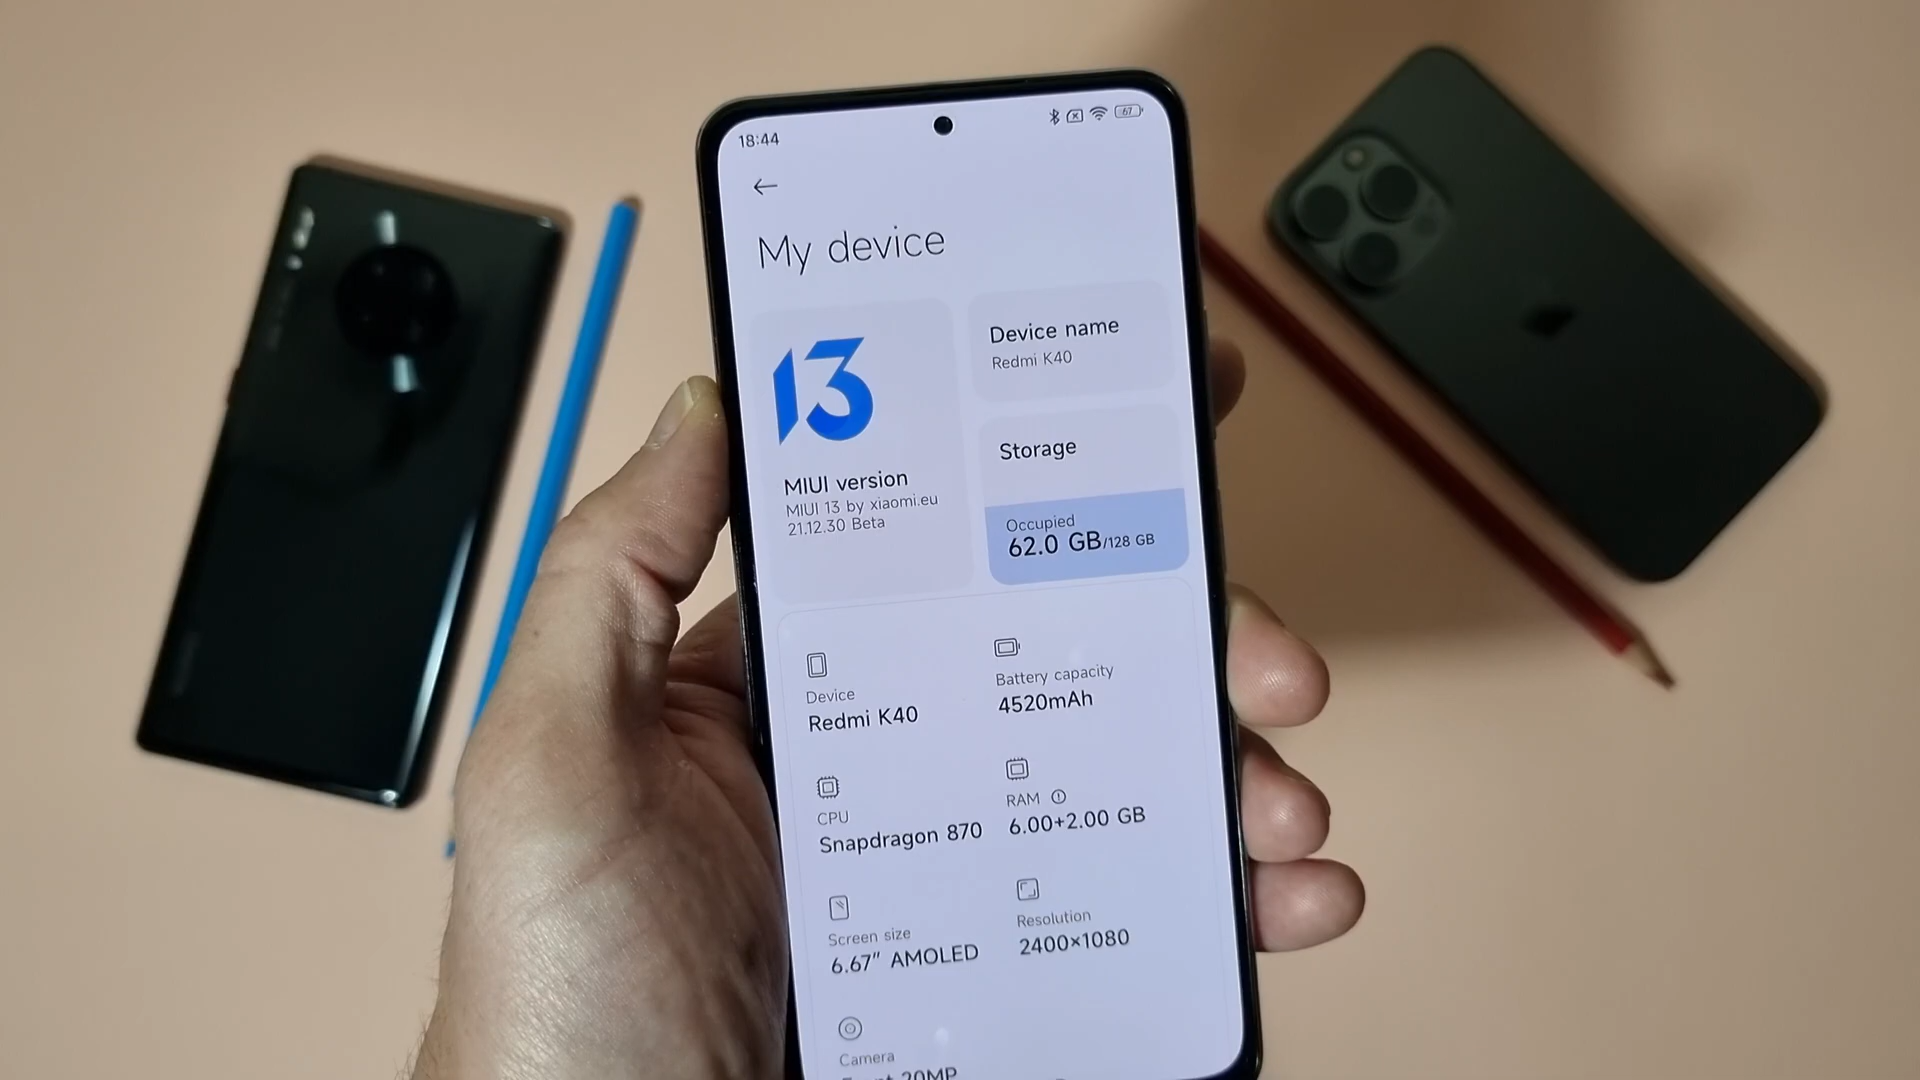 18:44
67
My device
13
MIUI version
MIUI 13 by xiaomi.eu
21.12.30 Beta
Device name
Redmi K40
Storage
Occupied
62.0 GB/128 GB
Device
Redmi K40
Battery capacity
4520mAh
CPU
Snapdragon 870
RAM
6.00+2.00 GB
Screen size
6.67" AMOLED
Resolution
2400×1080
Camera
20MP